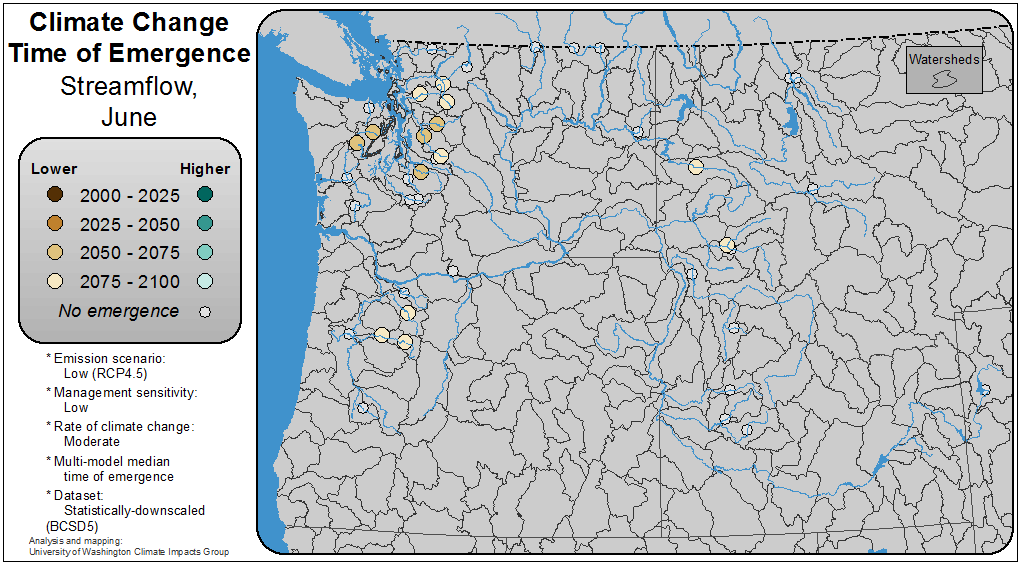 Climate Change
Time of Emergence
Streamflow,
June
Lower Higher
2000 - 2025
2025 - 2050
2050 - 2075
2075 - 2100
No emergence
* Emission scenario:
Low (RCP4.5)
* Management sensitivity:
Low
* Rate of climate change:
Moderate
* Multi-model median
time of emergence
* Dataset:
Statistically-downscaled
(BCSD5)
Analysis and mapping:
University of Washington Climate Impacts Group
Watersheds